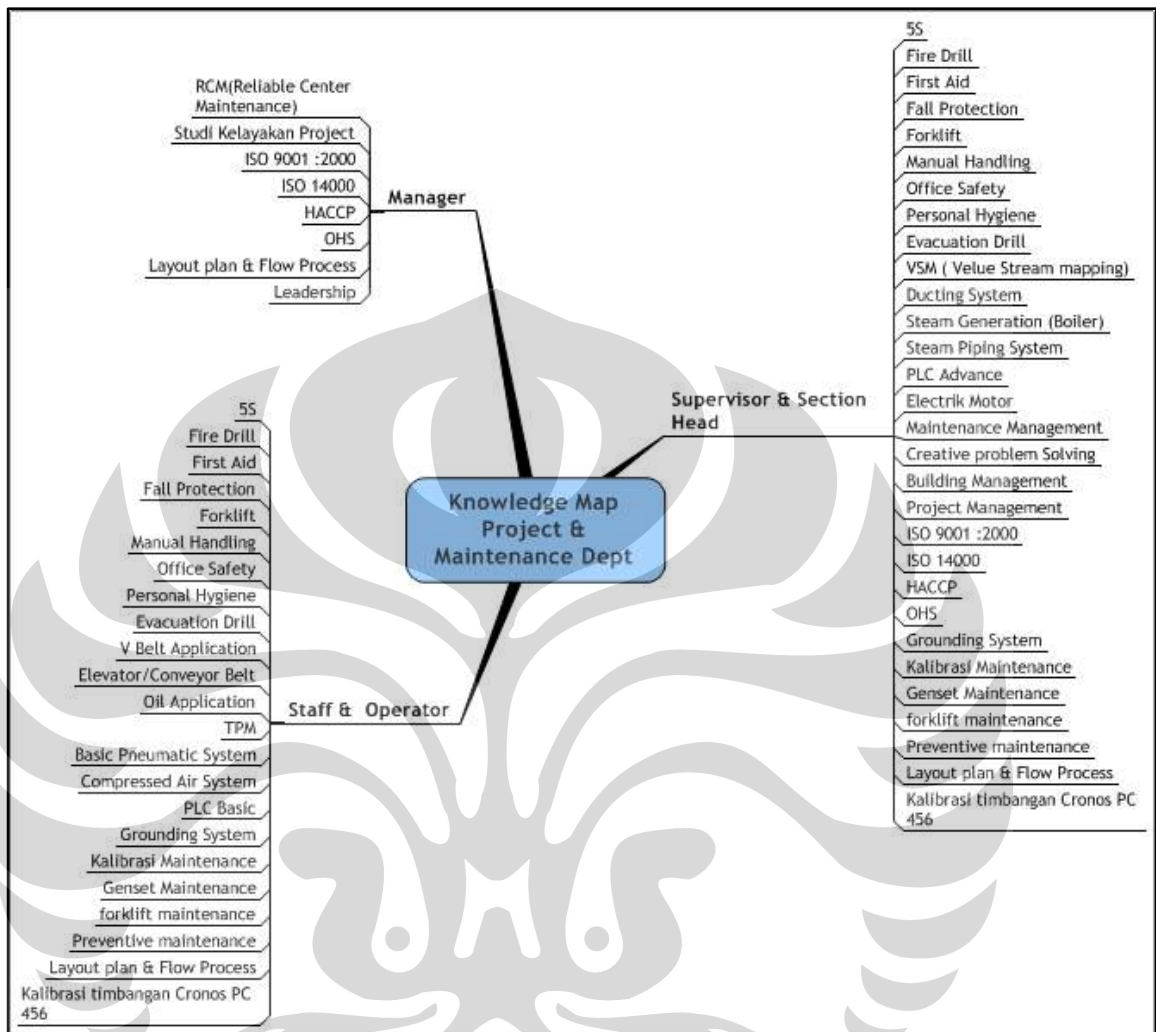 Knowledge Map
Project &
Maintenance Dept
Manager
RCM(Reliable Center
Maintenance)
Studi Kelayakan Project
ISO 9001 :2000
ISO 14000
HACCP
OHS
Layout plan & Flow Process
Leadership
Supervisor & Section
Head
5S
Fire Drill
First Aid
Fall Protection
Forklift
Manual Handling
Office Safety
Personal Hygiene
Evacuation Drill
VSM ( Velue Stream mapping)
Ducting System
Steam Generation (Boiler)
Steam Piping System
PLC Advance
Electrik Motor
Maintenance Management
Creative problem Solving
Building Management
Project Management
ISO 9001 :2000
ISO 14000
HACCP
OHS
Grounding System
Kalibrasi Maintenance
Genset Maintenance
forklift maintenance
Preventive maintenance
Layout plan & Flow Process
Kalibrasi timbangan Cronos PC
456
Staff & Operator
5S
Fire Drill
First Aid
Fall Protection
Forklift
Manual Handling
Office Safety
Personal Hygiene
Evacuation Drill
V Belt Application
Elevator/Conveyor Belt
Oil Application
TPM
Basic Pneumatic System
Compressed Air System
PLC Basic
Grounding System
Kalibrasi Maintenance
Genset Maintenance
forklift maintenance
Preventive maintenance
Layout plan & Flow Process
Kalibrasi timbangan Cronos PC
456